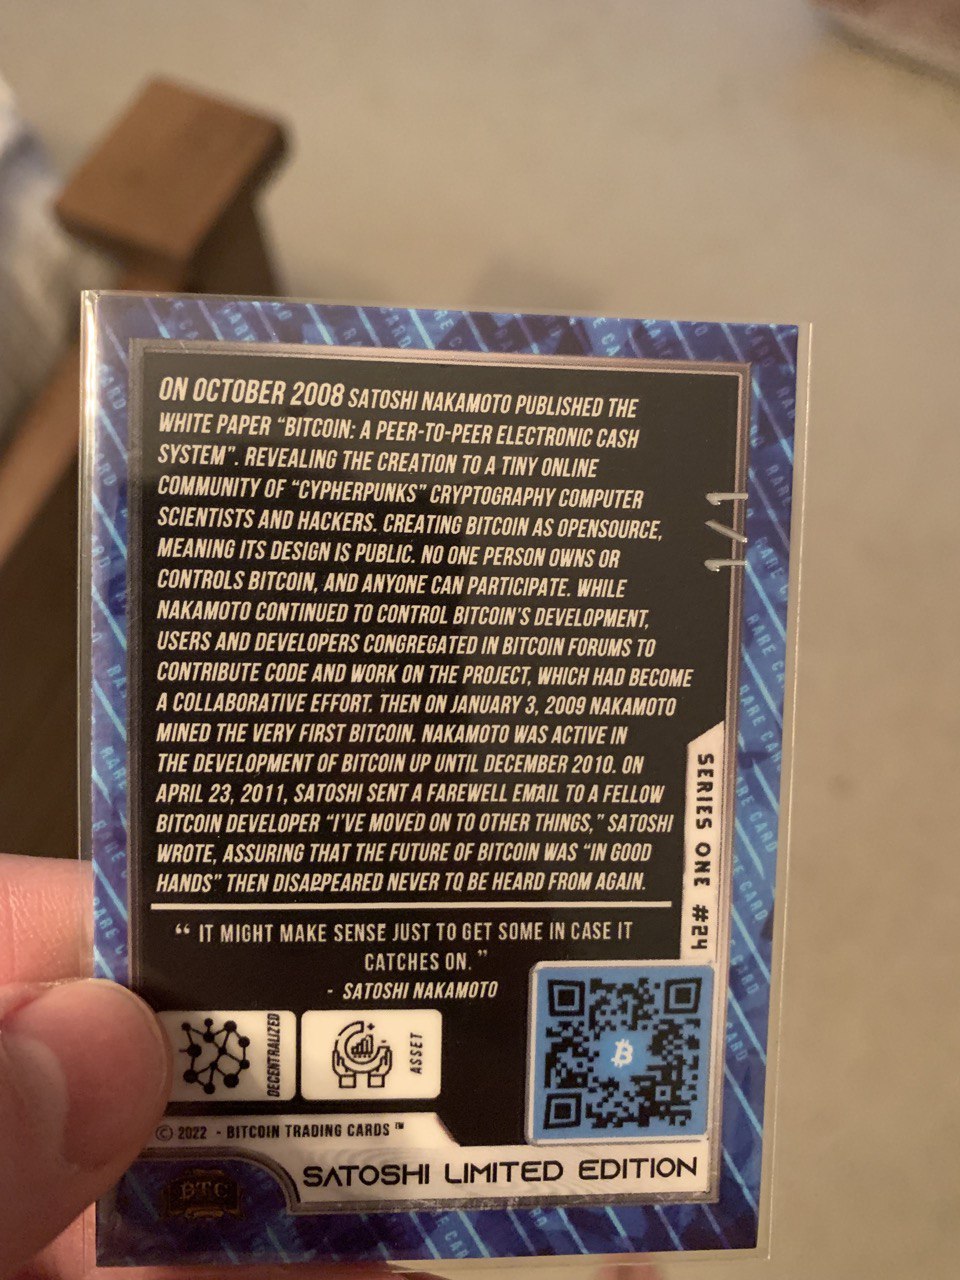 ON OCTOBER 2008 SATOSHI NAKAMOTO PUBLISHED THE
WHITE PAPER “BITCOIN: A PEER-TO-PEER ELECTRONIC CASH
SYSTEM”. REVEALING THE CREATION TO A TINY ONLINE
COMMUNITY OF “CYPHERPUNKS” CRYPTOGRAPHY COMPUTER
SCIENTISTS AND HACKERS. CREATING BITCOIN AS OPENSOURCE,
MEANING ITS DESIGN IS PUBLIC. NO ONE PERSON OWNS OR
CONTROLS BITCOIN, AND ANYONE CAN PARTICIPATE. WHILE
NAKAMOTO CONTINUED TO CONTROL BITCOIN'S DEVELOPMENT,
USERS AND DEVELOPERS CONGREGATED IN BITCOIN FORUMS TO
CONTRIBUTE CODE AND WORK ON THE PROJECT, WHICH HAD BECOME
A COLLABORATIVE EFFORT. THEN ON JANUARY 3, 2009 NAKAMOTO
MINED THE VERY FIRST BITCOIN. NAKAMOTO WAS ACTIVE IN
THE DEVELOPMENT OF BITCOIN UP UNTIL DECEMBER 2010. ON
APRIL 23, 2011, SATOSHI SENT A FAREWELL EMAIL TO A FELLOW
BITCOIN DEVELOPER “I'VE MOVED ON TO OTHER THINGS,” SATOSHI
WROTE, ASSURING THAT THE FUTURE OF BITCOIN WAS “IN GOOD
HANDS” THEN DISAPPEARED NEVER TO BE HEARD FROM AGAIN.
“ IT MIGHT MAKE SENSE JUST TO GET SOME IN CASE IT
CATCHES ON. ”
- SATOSHI NAKAMOTO
1/1
SERIES ONE #24
DECENTRALIZED
ASSET
© 2022 - BITCOIN TRADING CARDS ™
SATOSHI LIMITED EDITION
BTC
RARE CARD